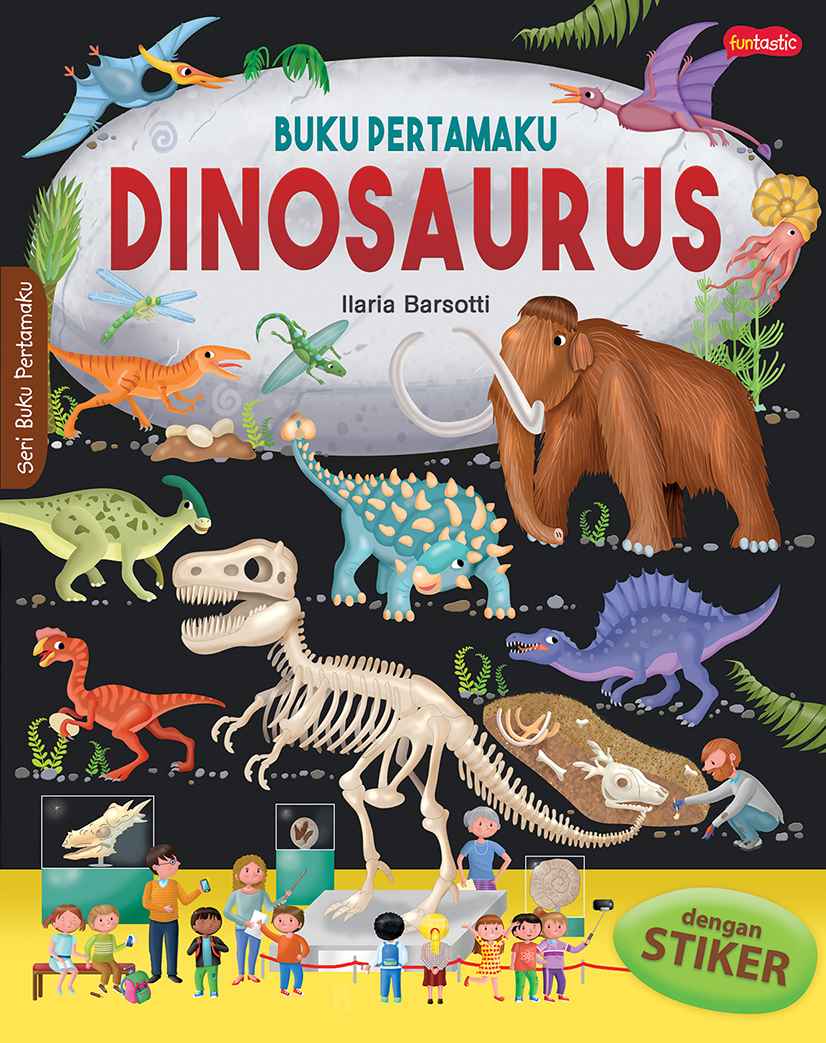 funtastic
BUKU PERTAMAKU
DINOSAURUS
Ilaria Barsotti
Seri Buku Pertamaku
dengan
STIKER